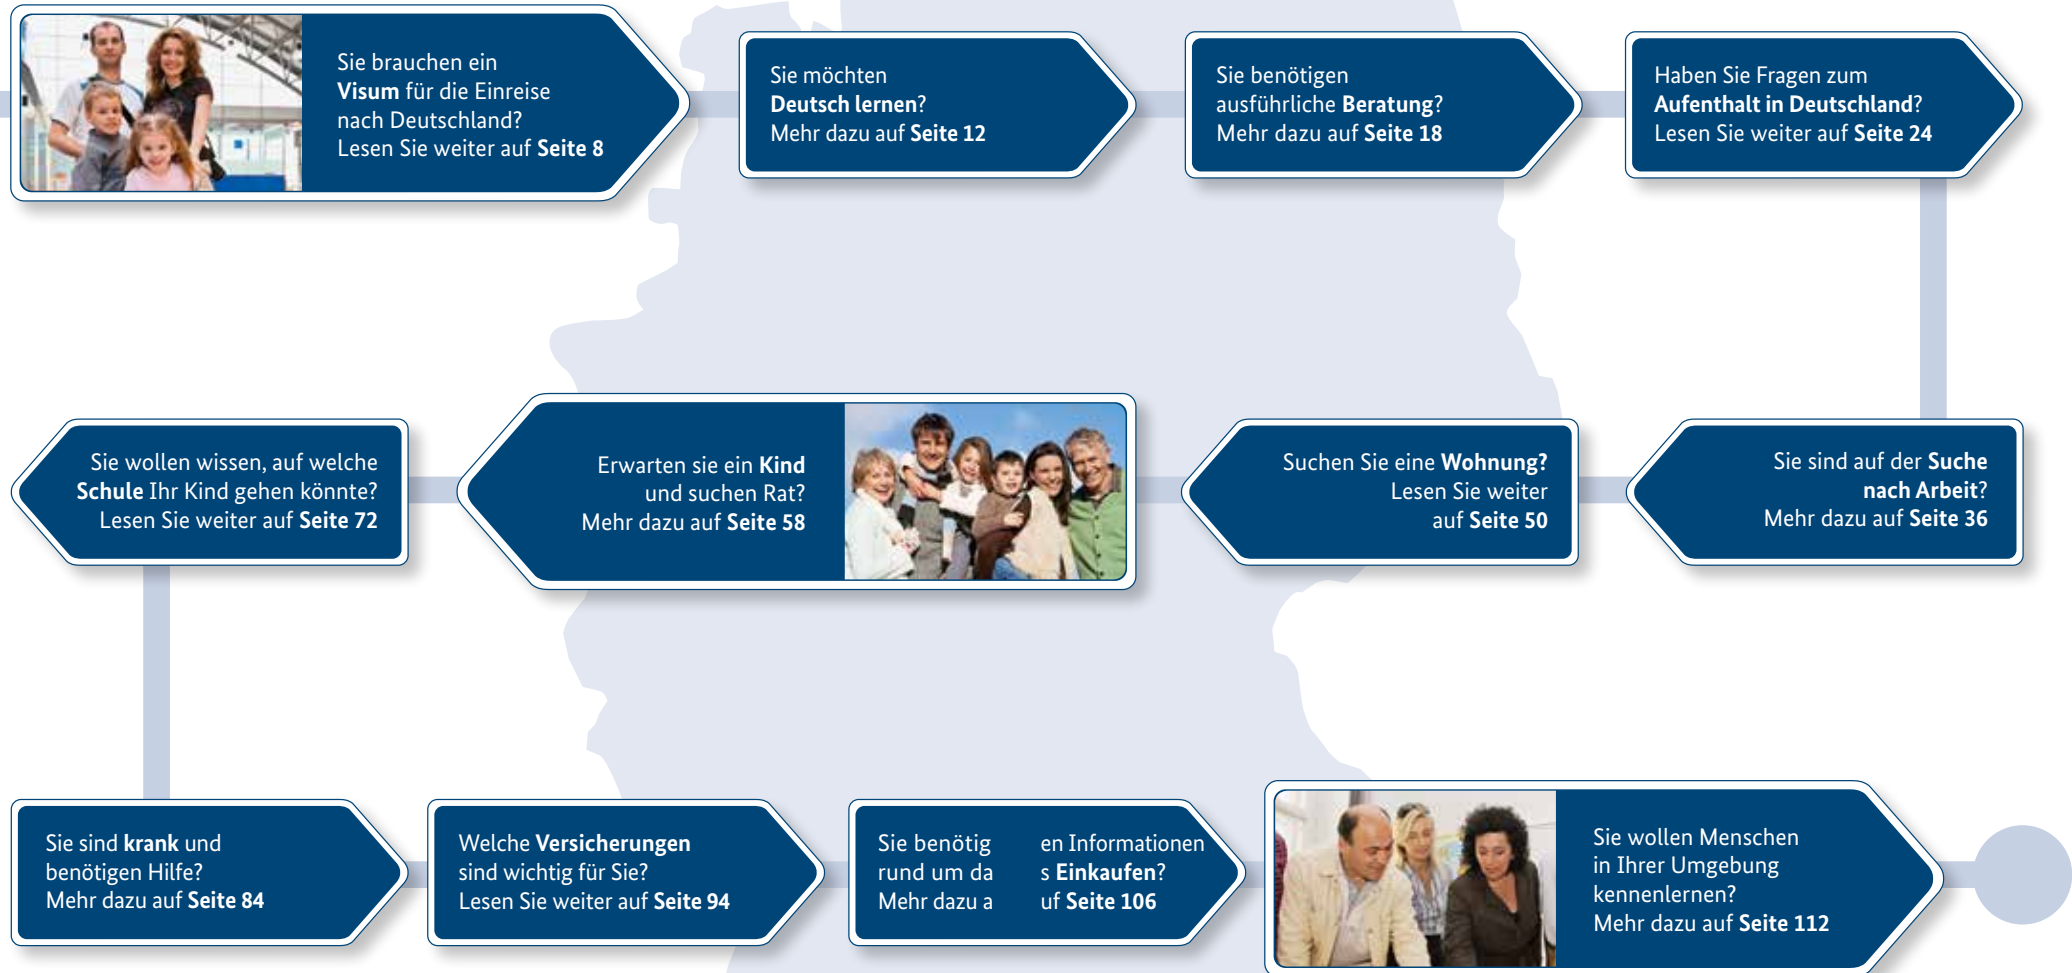 Sie brauchen ein
Visum für die Einreise
nach Deutschland?
Lesen Sie weiter auf Seite 8
Sie möchten
Deutsch lernen?
Mehr dazu auf Seite 12
Sie benötigen
ausführliche Beratung?
Mehr dazu auf Seite 18
Haben Sie Fragen zum
Aufenthalt in Deutschland?
Lesen Sie weiter auf Seite 24
Sie sind auf der Suche
nach Arbeit?
Mehr dazu auf Seite 36
Suchen Sie eine Wohnung?
Lesen Sie weiter
auf Seite 50
Erwarten sie ein Kind
und suchen Rat?
Mehr dazu auf Seite 58
Sie wollen wissen, auf welche
Schule Ihr Kind gehen könnte?
Lesen Sie weiter auf Seite 72
Sie sind krank und
benötigen Hilfe?
Mehr dazu auf Seite 84
Welche Versicherungen
sind wichtig für Sie?
Lesen Sie weiter auf Seite 94
Sie benötig en Informationen
rund um da s Einkaufen?
Mehr dazu a uf Seite 106
Sie wollen Menschen
in Ihrer Umgebung
kennenlernen?
Mehr dazu auf Seite 112